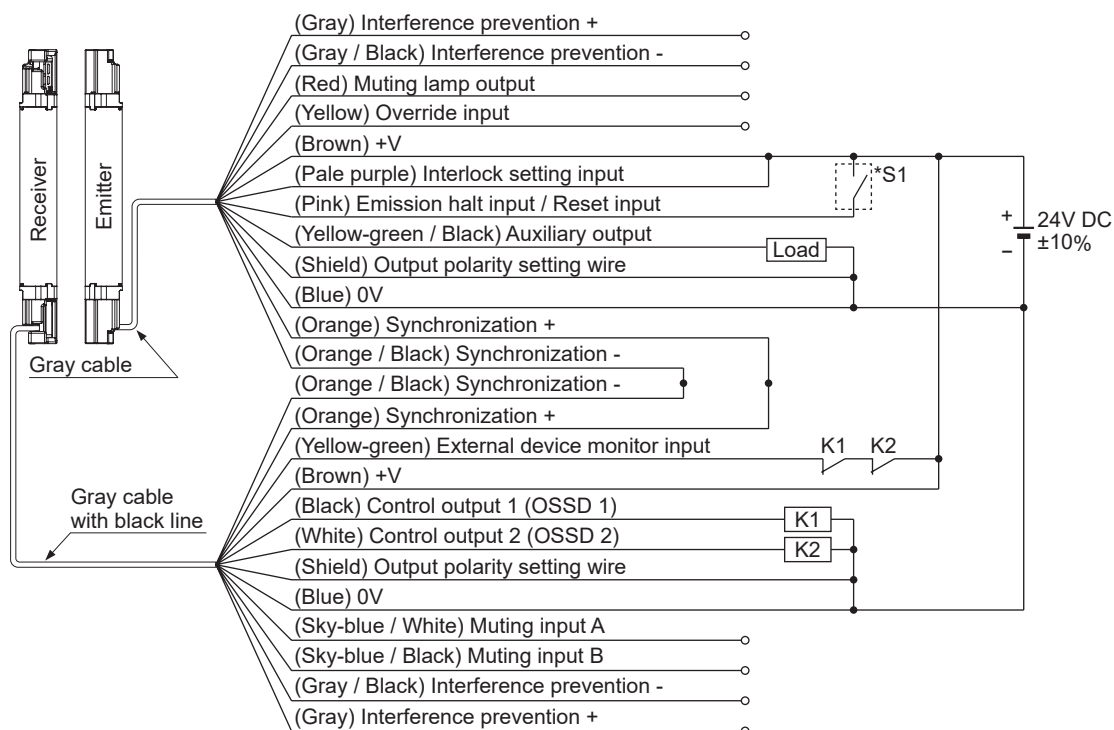 (Gray) Interference prevention +
(Gray / Black) Interference prevention -
(Red) Muting lamp output
(Yellow) Override input
(Brown) +V
(Pale purple) Interlock setting input
*S1
(Pink) Emission halt input / Reset input
(Yellow-green / Black) Auxiliary output
Load
+
24V DC
±10%
−
(Shield) Output polarity setting wire
(Blue) 0V
(Orange) Synchronization +
(Orange / Black) Synchronization -
Receiver
Emitter
Gray cable
(Orange / Black) Synchronization -
(Orange) Synchronization +
(Yellow-green) External device monitor input
K1
K2
(Brown) +V
Gray cable
with black line
(Black) Control output 1 (OSSD 1)
K1
(White) Control output 2 (OSSD 2)
K2
(Shield) Output polarity setting wire
(Blue) 0V
(Sky-blue / White) Muting input A
(Sky-blue / Black) Muting input B
(Gray / Black) Interference prevention -
(Gray) Interference prevention +